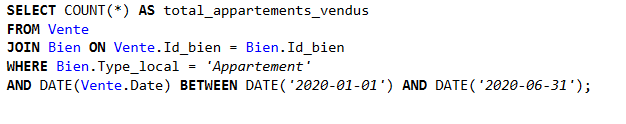 SELECT COUNT(*) AS total_appartements_vendus
FROM Vente
JOIN Bien ON Vente.Id_bien = Bien.Id_bien
WHERE Bien.Type_local = 'Appartement'
AND DATE(Vente.Date) BETWEEN DATE('2020-01-01') AND DATE('2020-06-31');